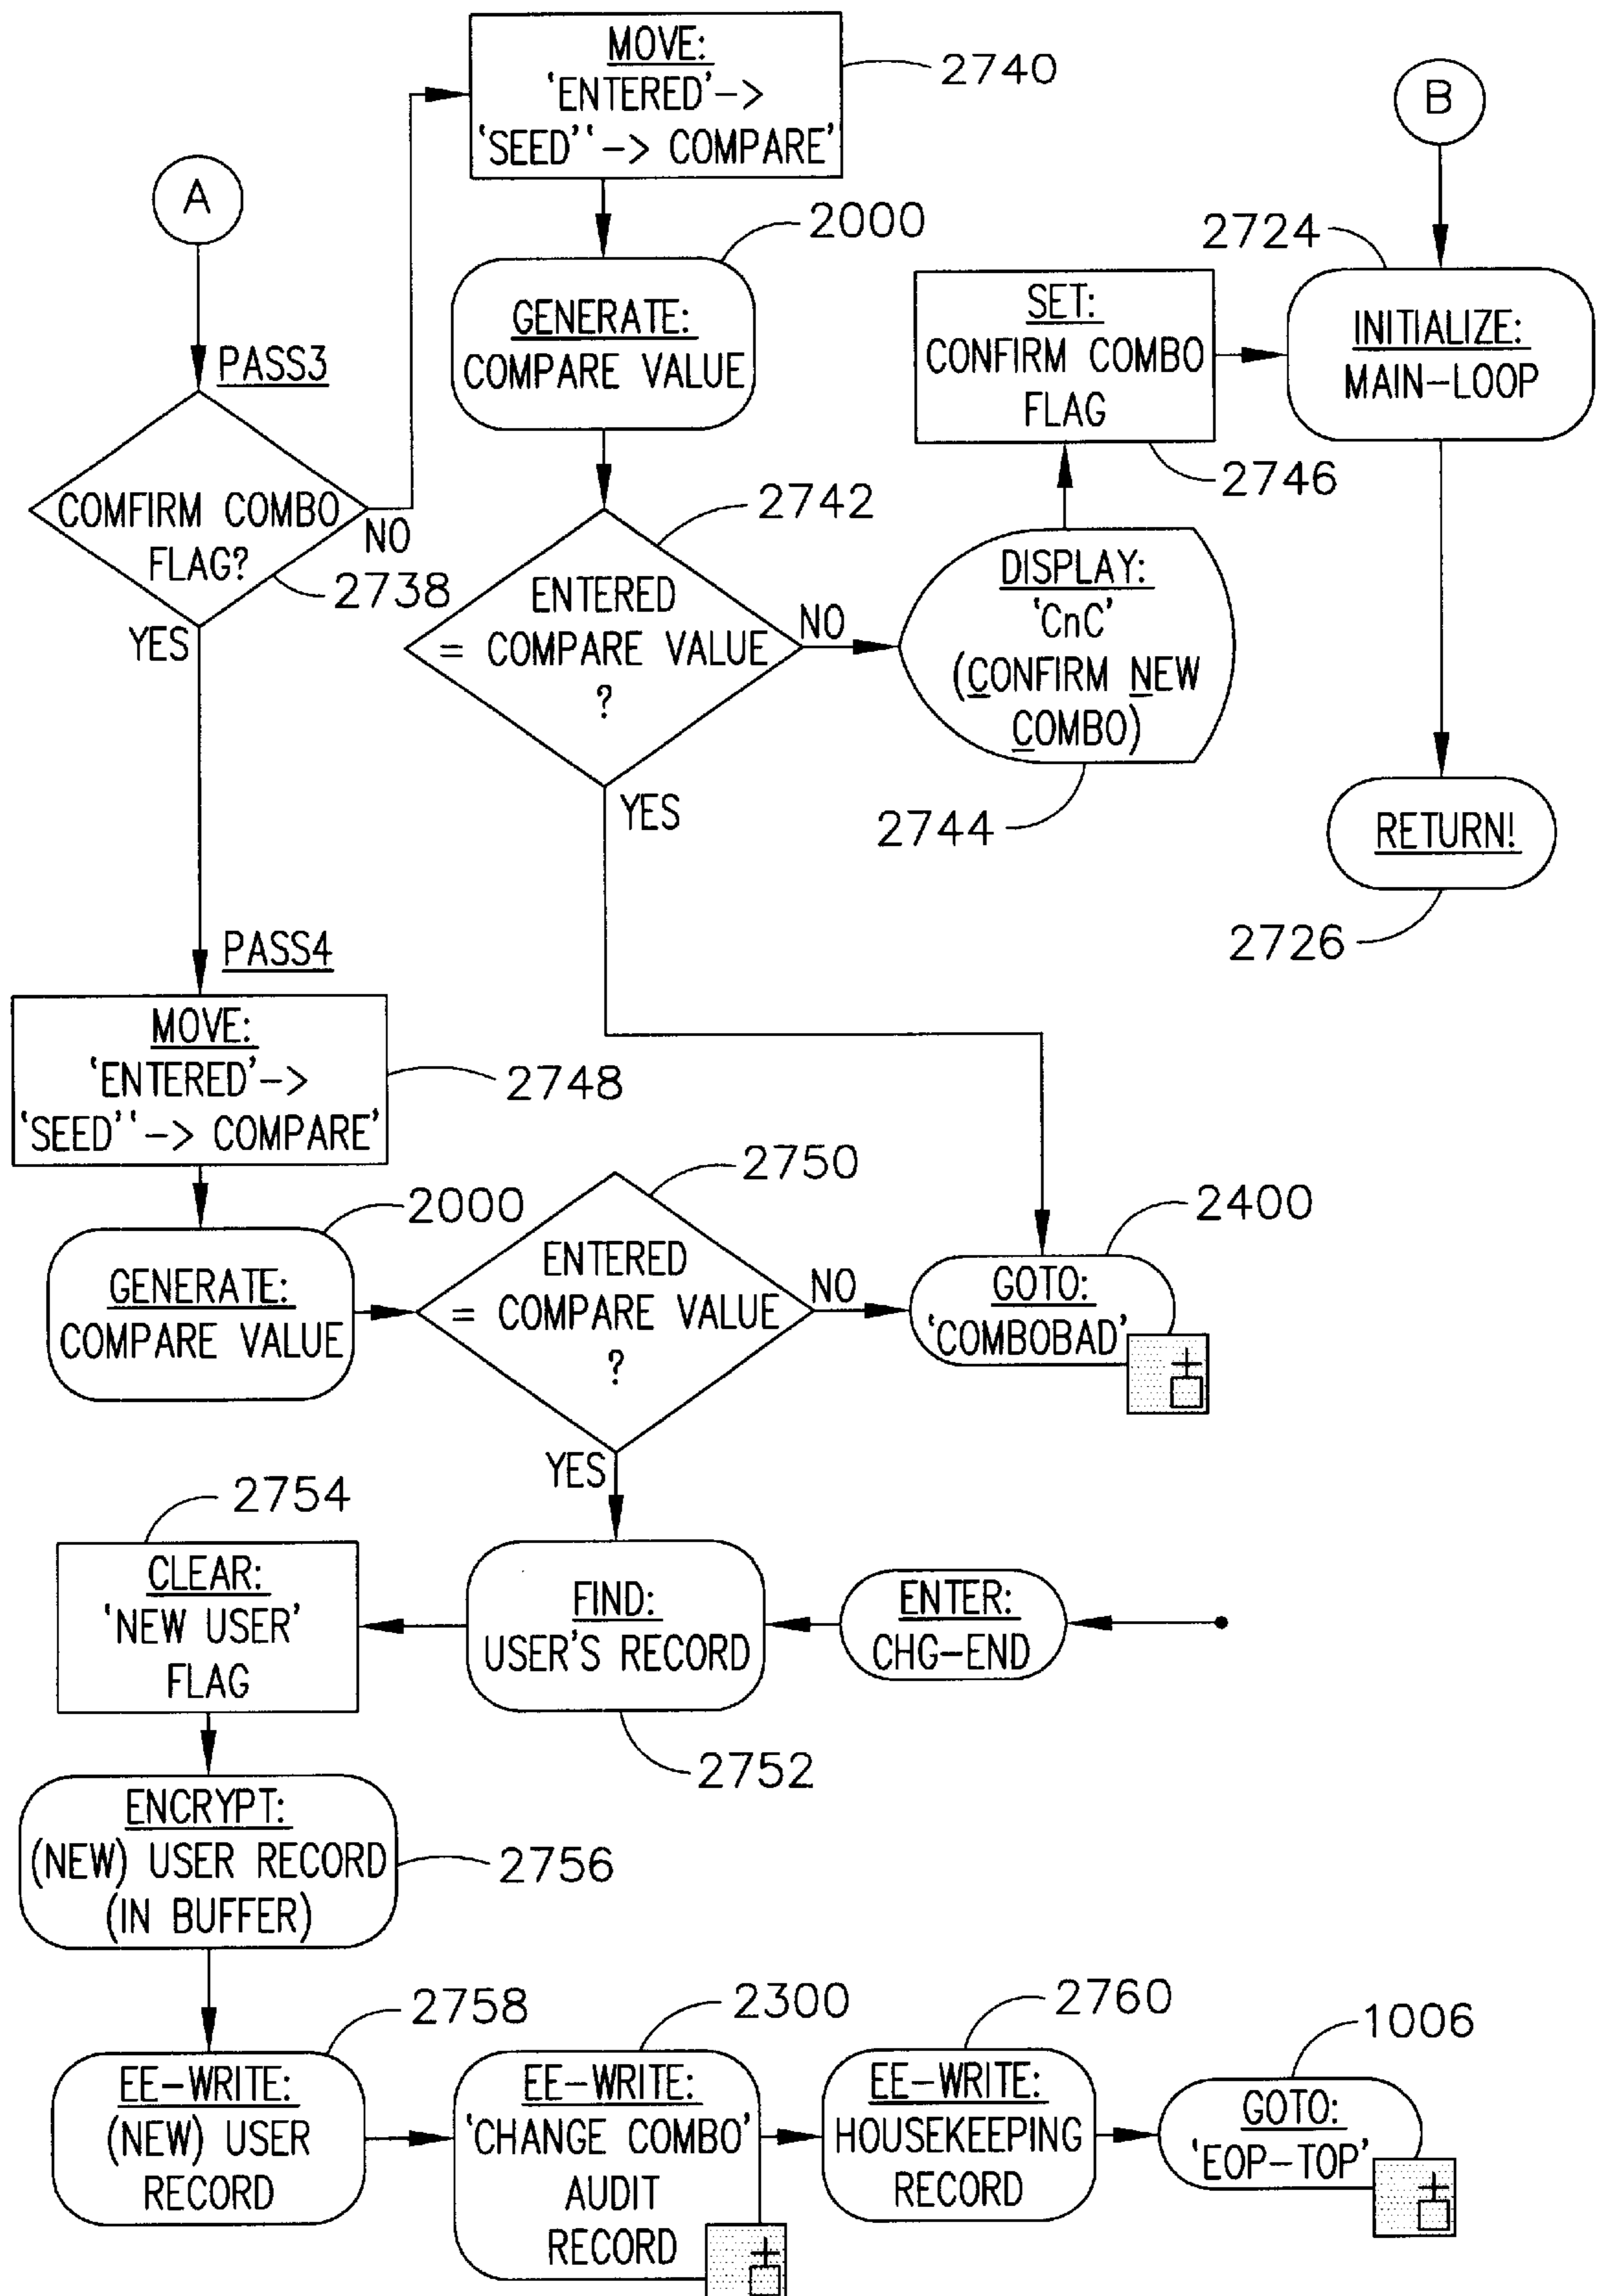 MOVE:
'ENTERED'->
'SEED''-> COMPARE'
2740
B
A
2000
2724
GENERATE:
COMPARE VALUE
SET:
CONFIRM COMBO
FLAG
INITIALIZE:
MAIN-LOOP
PASS3
2746
COMFIRM COMBO
FLAG?
NO
2738
YES
2742
ENTERED
= COMPARE VALUE
?
NO
YES
DISPLAY:
'CnC'
(CONFIRM NEW
COMBO)
2744
RETURN!
2726
PASS4
MOVE:
'ENTERED'->
'SEED''-> COMPARE'
2748
2000
GENERATE:
COMPARE VALUE
2750
ENTERED
= COMPARE VALUE
?
NO
YES
2400
GOTO:
'COMBOBAD'
2754
CLEAR:
'NEW USER'
FLAG
FIND:
USER'S RECORD
ENTER:
CHG-END
2752
ENCRYPT:
(NEW) USER RECORD
(IN BUFFER)
2756
2758
2300
2760
1006
EE-WRITE:
(NEW) USER
RECORD
EE-WRITE:
'CHANGE COMBO'
AUDIT
RECORD
EE-WRITE:
HOUSEKEEPING
RECORD
GOTO:
'EOP-TOP'